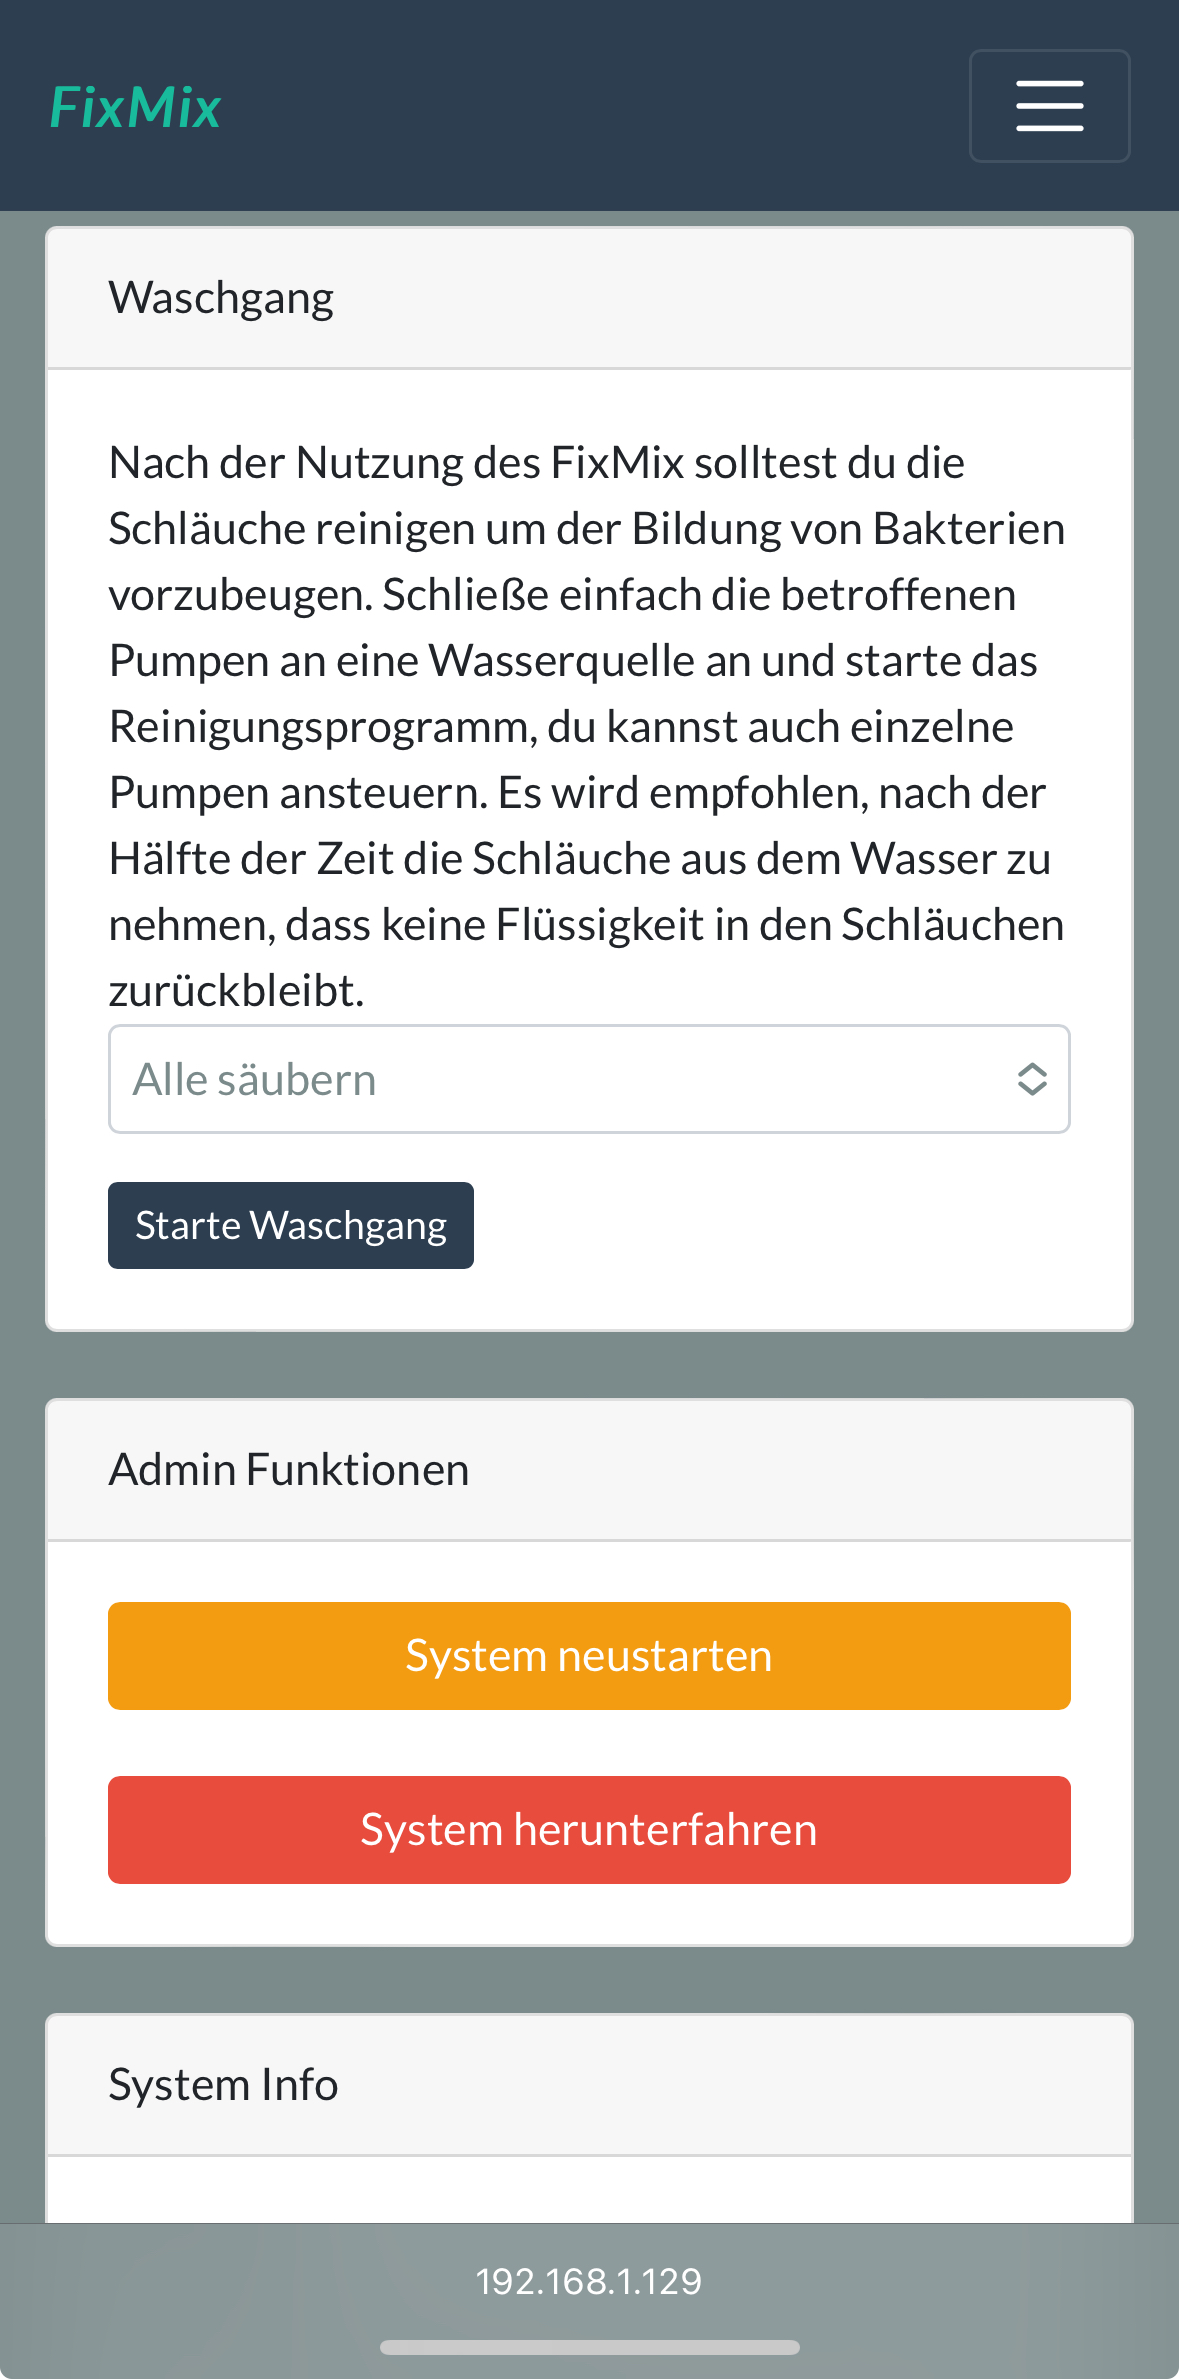 FixMix
Waschgang
Nach der Nutzung des FixMix solltest du die
Schläuche reinigen um der Bildung von Bakterien
vorzubeugen. Schließe einfach die betroffenen
Pumpen an eine Wasserquelle an und starte das
Reinigungsprogramm, du kannst auch einzelne
Pumpen ansteuern. Es wird empfohlen, nach der
Hälfte der Zeit die Schläuche aus dem Wasser zu
nehmen, dass keine Flüssigkeit in den Schläuchen
zurückbleibt.
Alle säubern
Starte Waschgang
Admin Funktionen
System neustarten
System herunterfahren
System Info
192.168.1.129